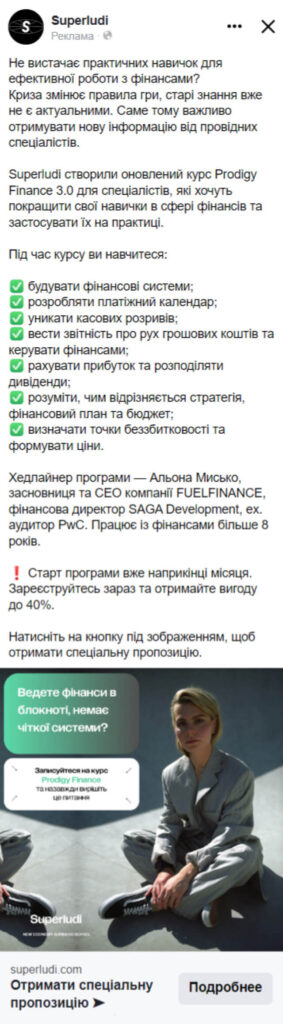 Superludi
Реклама ·
Не вистачає практичних навичок для
ефективної роботи з фінансами?
Криза змінює правила гри, старі знання вже
не є актуальними. Саме тому важливо
отримувати нову інформацію від провідних
спеціалістів.
Superludi створили оновлений курс Prodigy
Finance 3.0 для спеціалістів, які хочуть
покращити свої навички в сфері фінансів та
застосувати їх на практиці.
Під час курсу ви навчитеся:
✅ будувати фінансові системи;
✅ розробляти платіжний календар;
✅ уникати касових розривів;
✅ вести звітність про рух грошових коштів та
керувати фінансами;
✅ рахувати прибуток та розподіляти
дивіденди;
✅ розуміти, чим відрізняється стратегія,
фінансовий план та бюджет;
✅ визначати точки беззбитковості та
формувати ціни.
Хедлайнер програми — Альона Мисько,
засновниця та CEO компанії FUELFINANCE,
фінансова директор SAGA Development, ex.
аудитор PwC. Працює із фінансами більше 8
років.
❗ Старт програми вже наприкінці місяця.
Зареєструйтесь зараз та отримайте вигоду
до 40%.
Натисніть на кнопку під зображенням, щоб
отримати спеціальну пропозицію.
Ведете фінанси в
блокноті, немає
чіткої системи?
Записуйтеся на курс
Prodigy Finance
та назавжди вирішіть
це питання
Superludi
superludi.com
Отримати спеціальну
пропозицію ➤
Подробнее